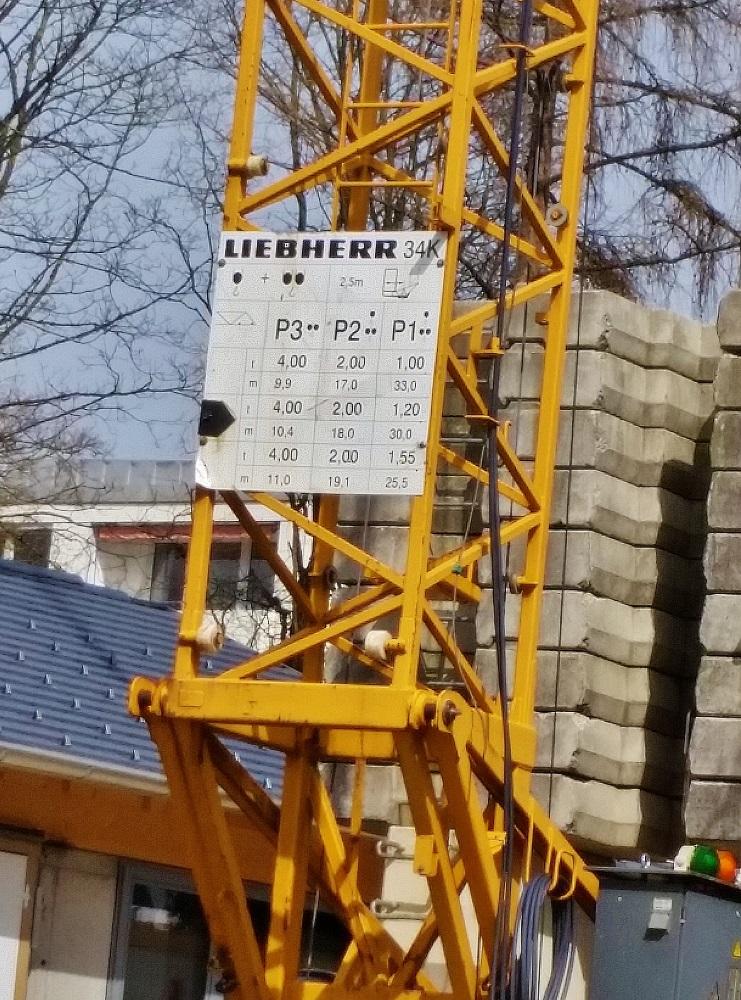 LIEBHERR 34K
+ 2,5m
P3•• P2•• P1••
t 4,00 2,00 1,00
m 9,9 17,0 33,0
t 4,00 2,00 1,20
m 10,4 18,0 30,0
t 4,00 2,00 1,55
m 11,0 19,1 25,5